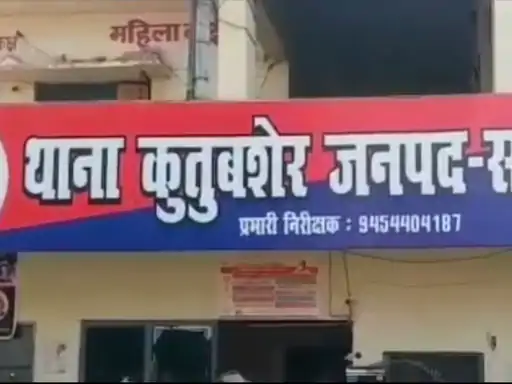 महिला
थाना कुतुबशेर जनपद-स
प्रभारी निरीक्षक : 9454404187